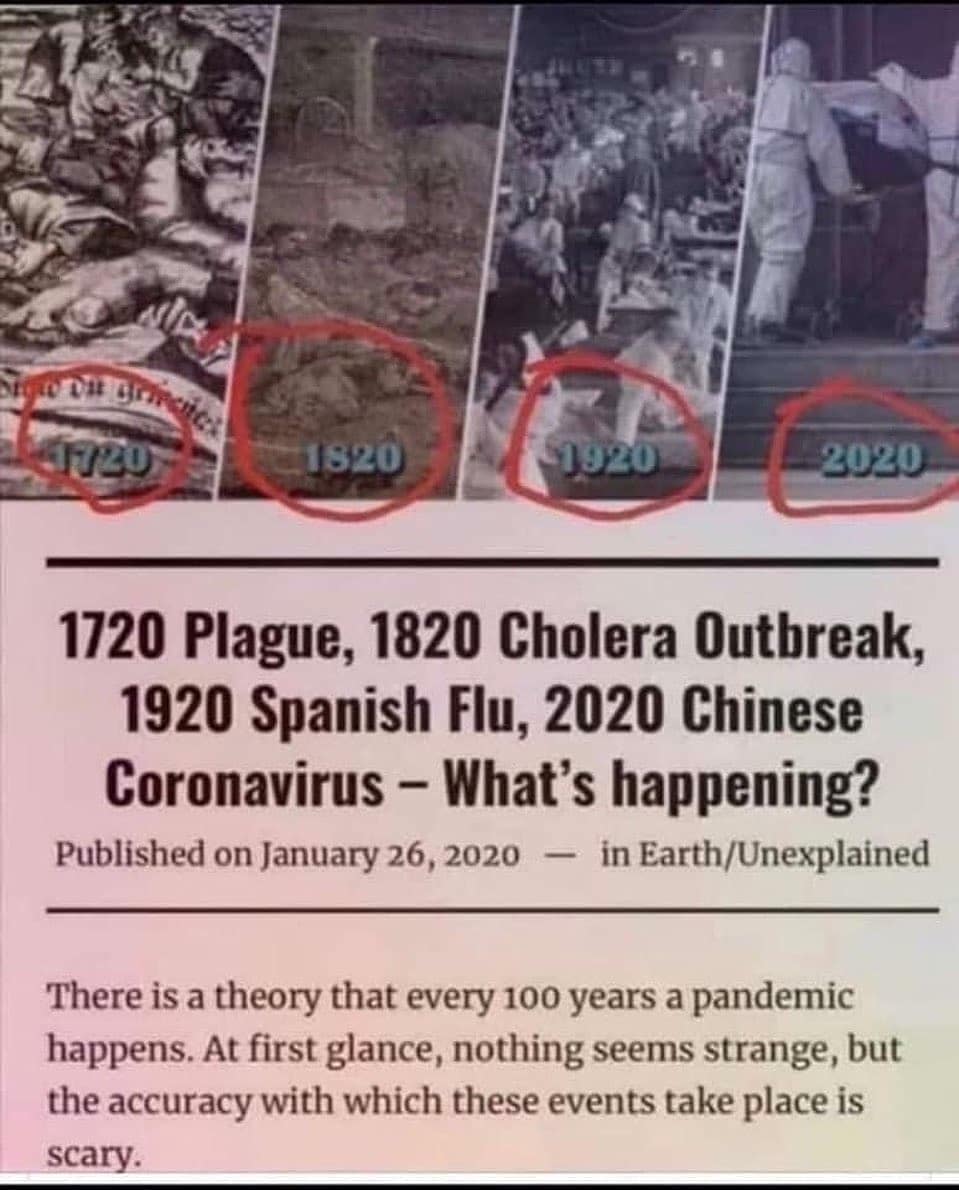 1720
1820
1920
2020
1720 Plague, 1820 Cholera Outbreak,
1920 Spanish Flu, 2020 Chinese
Coronavirus – What's happening?
Published on January 26, 2020 — in Earth/Unexplained
There is a theory that every 100 years a pandemic
happens. At first glance, nothing seems strange, but
the accuracy with which these events take place is
scary.